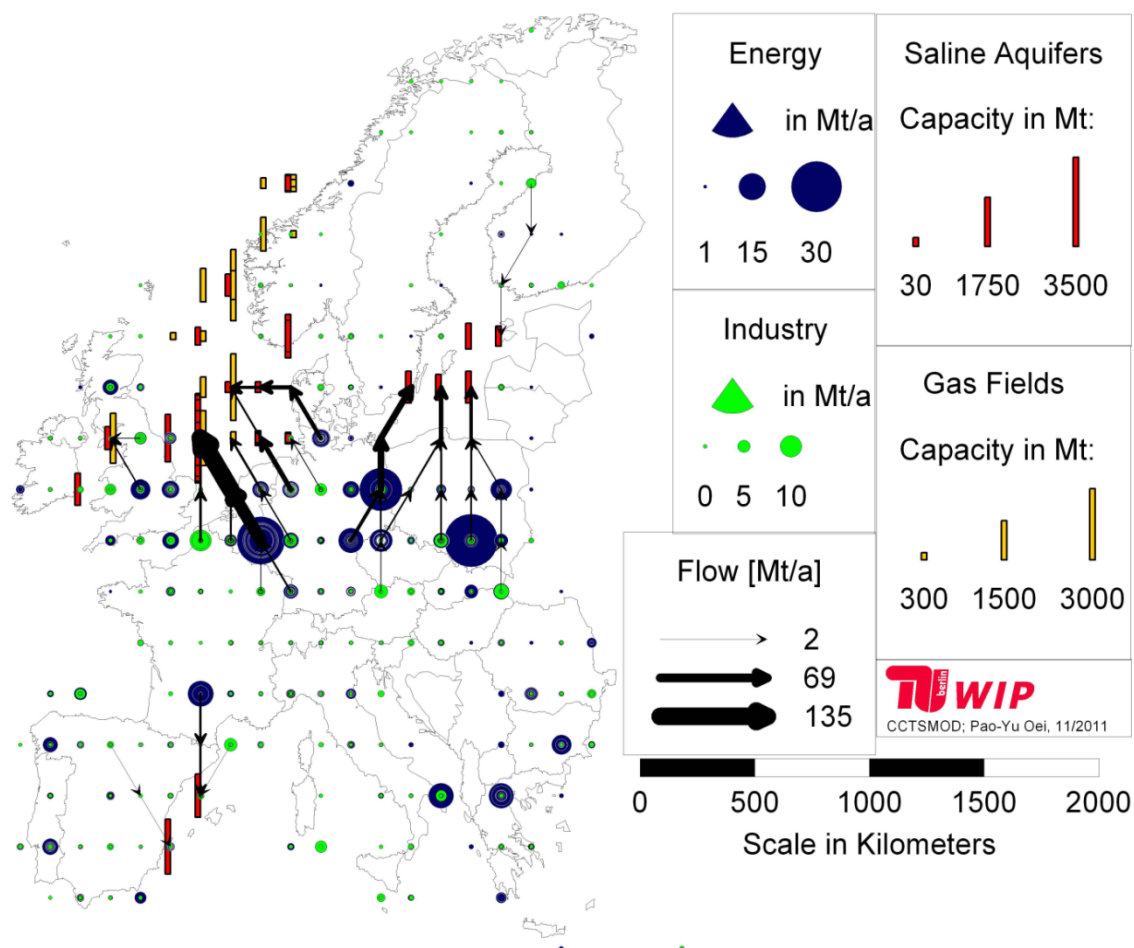 Energy
in Mt/a
1 15 30
Industry
in Mt/a
0 5 10
Flow [Mt/a]
2
69
135
Saline Aquifers
Capacity in Mt:
30 1750 3500
Gas Fields
Capacity in Mt:
300 1500 3000
berlin
WIP
CCTSMOD; Pao-Yu Oei, 11/2011
0 500 1000 1500 2000
Scale in Kilometers